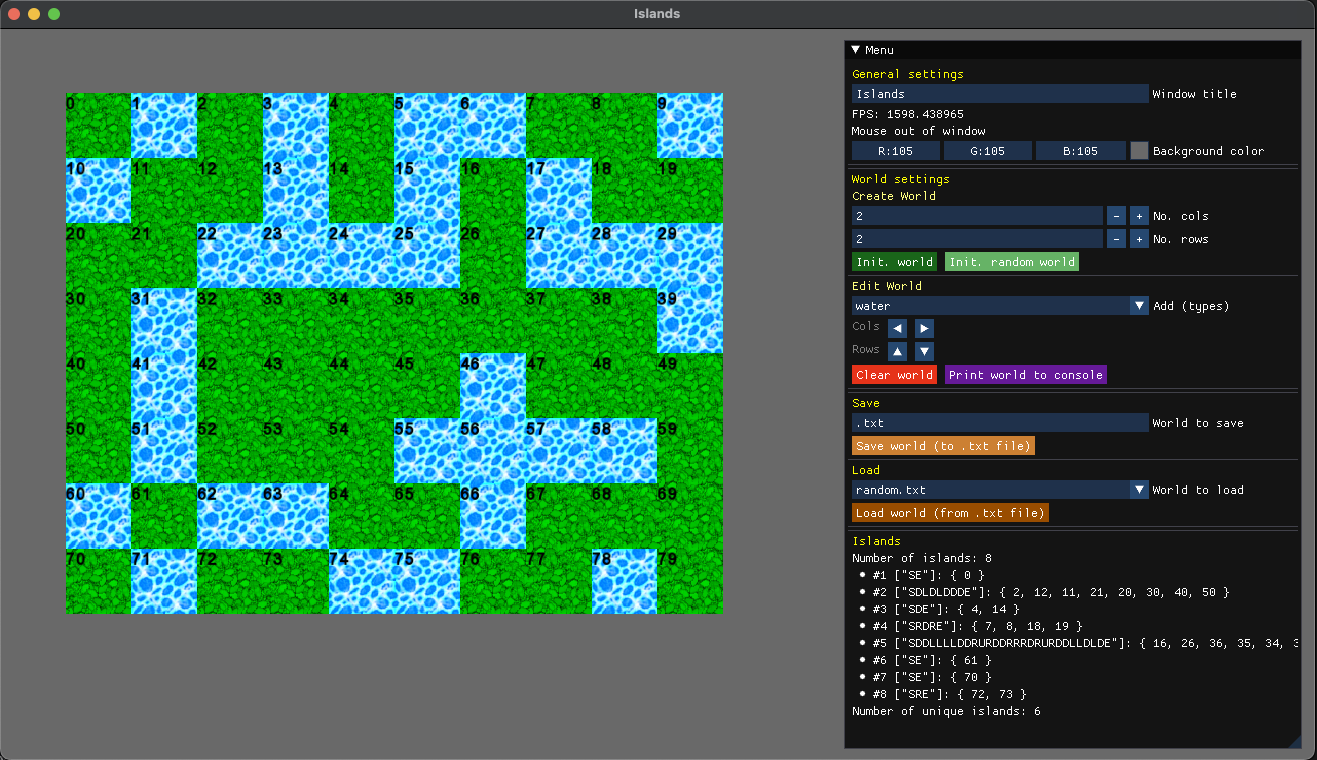 Islands
0 1 2 3 4 5 6 7 8 9
10 11 12 13 14 15 16 17 18 19
20 21 22 23 24 25 26 27 28 29
30 31 32 33 34 35 36 37 38 39
40 41 42 43 44 45 46 47 48 49
50 51 52 53 54 55 56 57 58 59
60 61 62 63 64 65 66 67 68 69
70 71 72 73 74 75 76 77 78 79
Menu
General settings
Islands Window title
FPS: 1598.438965
Mouse out of window
R:105 G:105 B:105 Background color
World settings
Create World
2 - + No. cols
2 - + No. rows
Init. world Init. random world
Edit World
water Add (types)
Cols
Rows
Clear world Print world to console
Save
.txt World to save
Save world (to .txt file)
Load
random.txt World to load
Load world (from .txt file)
Islands
Number of islands: 8
#1 ["SE"]: { 0 }
#2 ["SDLDLDDDE"]: { 2, 12, 11, 21, 20, 30, 40, 50 }
#3 ["SDE"]: { 4, 14 }
#4 ["SRDRE"]: { 7, 8, 18, 19 }
#5 ["SDDLLLLDDRURDDRRRDRURDDLLDLDE"]: { 16, 26, 36, 35, 34, 3
#6 ["SE"]: { 61 }
#7 ["SE"]: { 70 }
#8 ["SRE"]: { 72, 73 }
Number of unique islands: 6